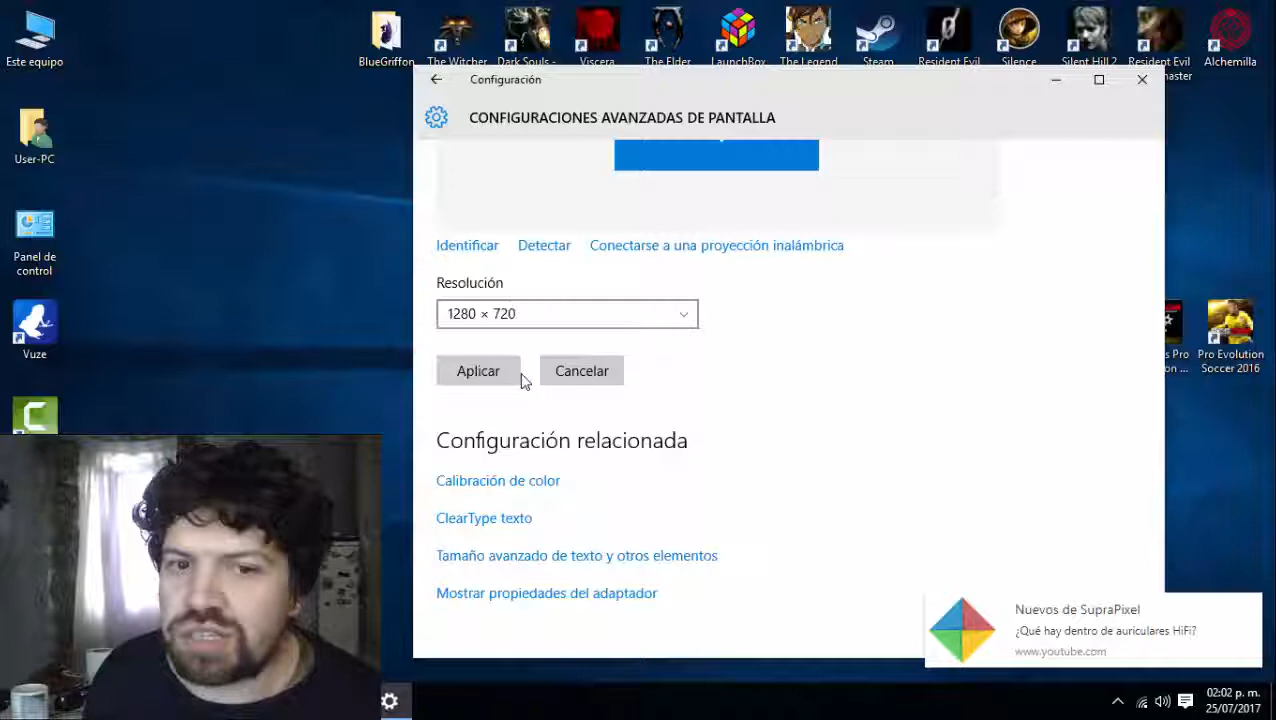 Este equipo
BlueGriffon
The Witcher
Dark Souls -
Viscera
The Elder
LaunchBox
The Legend
Steam
Resident Evil
Silence
Silent Hill 2
Resident Evil
master
Alchemilla
Configuración
CONFIGURACIONES AVANZADAS DE PANTALLA
User-PC
Identificar
Detectar
Conectarse a una proyección inalámbrica
Panel de
control
Resolución
1280 × 720
Vuze
s Pro
on ...
Pro Evolution
Soccer 2016
Aplicar
Cancelar
Configuración relacionada
Calibración de color
ClearType texto
Tamaño avanzado de texto y otros elementos
Mostrar propiedades del adaptador
Nuevos de SupraPixel
¿Qué hay dentro de auriculares HiFi?
www.youtube.com
02:02 p. m.
25/07/2017